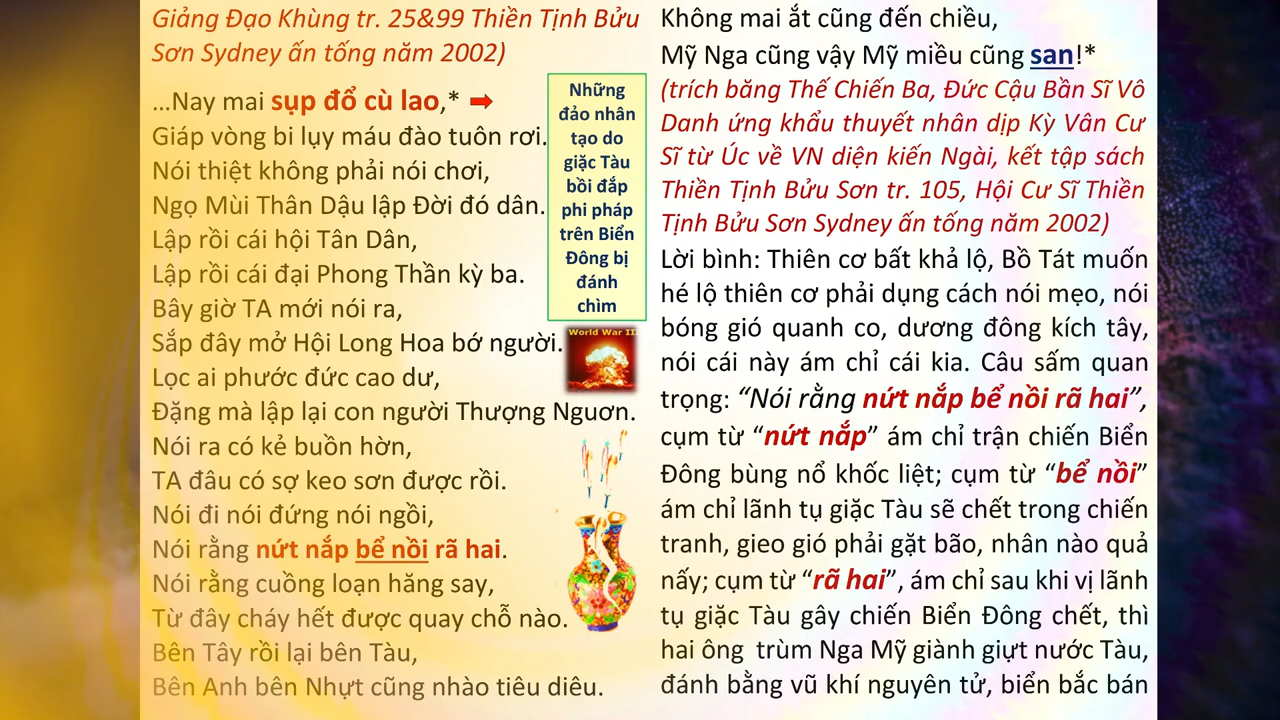 Giảng Đạo Khùng tr. 25&99 Thiền Tịnh Bửu
Sơn Sydney ấn tống năm 2002)
...Nay mai sụp đổ cù lao,* ➡
Giáp vòng bi lụy máu đào tuôn rơi.
Nói thiệt không phải nói chơi,
Ngọ Mùi Thân Dậu lập Đời đó dân.
Lập rồi cái hội Tân Dân,
Lập rồi cái đại Phong Thần kỳ ba.
Bây giờ TA mới nói ra,
Sắp đây mở Hội Long Hoa bớ người.
Lọc ai phước đức cao dư,
Đặng mà lập lại con người Thượng Nguơn.
Nói ra có kẻ buồn hờn,
TA đâu có sợ keo sơn được rồi.
Nói đi nói đứng nói ngồi,
Nói rằng nứt nắp bể nồi rã hai.
Nói rằng cuồng loạn hăng say,
Từ đây cháy hết được quay chỗ nào.
Bên Tây rồi lại bên Tàu,
Bên Anh bên Nhựt cũng nhào tiêu diêu.
Những
đảo nhân
tạo do
giặc Tàu
bồi đắp
phi pháp
trên Biển
Đông bị
đánh
chìm
World War III
Không mai ắt cũng đến chiều,
Mỹ Nga cũng vậy Mỹ miều cũng san!*
(trích băng Thế Chiến Ba, Đức Cậu Bần Sĩ Vô
Danh ứng khẩu thuyết nhân dịp Kỳ Vân Cư
Sĩ từ Úc về VN diện kiến Ngài, kết tập sách
Thiền Tịnh Bửu Sơn tr. 105, Hội Cư Sĩ Thiền
Tịnh Bửu Sơn Sydney ấn tống năm 2002)
Lời bình: Thiên cơ bất khả lộ, Bồ Tát muốn
hé lộ thiên cơ phải dụng cách nói mẹo, nói
bóng gió quanh co, dương đông kích tây,
nói cái này ám chỉ cái kia. Câu sấm quan
trọng: “Nói rằng nứt nắp bể nồi rã hai”,
cụm từ “nứt nắp” ám chỉ trận chiến Biển
Đông bùng nổ khốc liệt; cụm từ “bể nồi”
ám chỉ lãnh tụ giặc Tàu sẽ chết trong chiến
tranh, gieo gió phải gặt bão, nhân nào quả
nấy; cụm từ “rã hai”, ám chỉ sau khi vị lãnh
tụ giặc Tàu gây chiến Biển Đông chết, thì
hai ông trùm Nga Mỹ giành giựt nước Tàu,
đánh bằng vũ khí nguyên tử, biển bắc bán